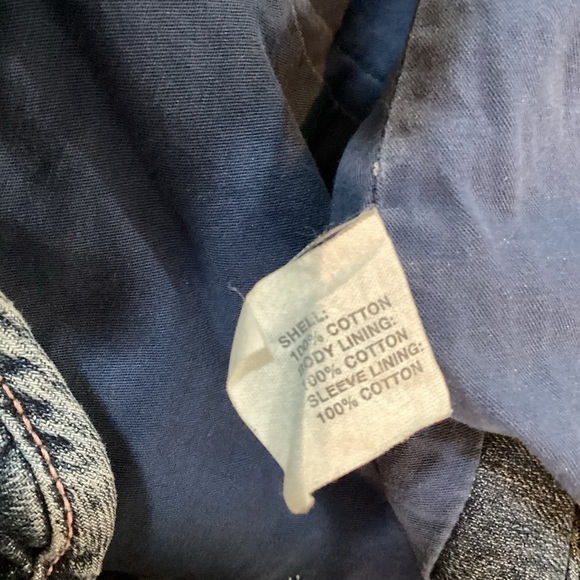 SHELL:
100% COTTON
BODY LINING:
100% COTTON
SLEEVE LINING:
100% COTTON